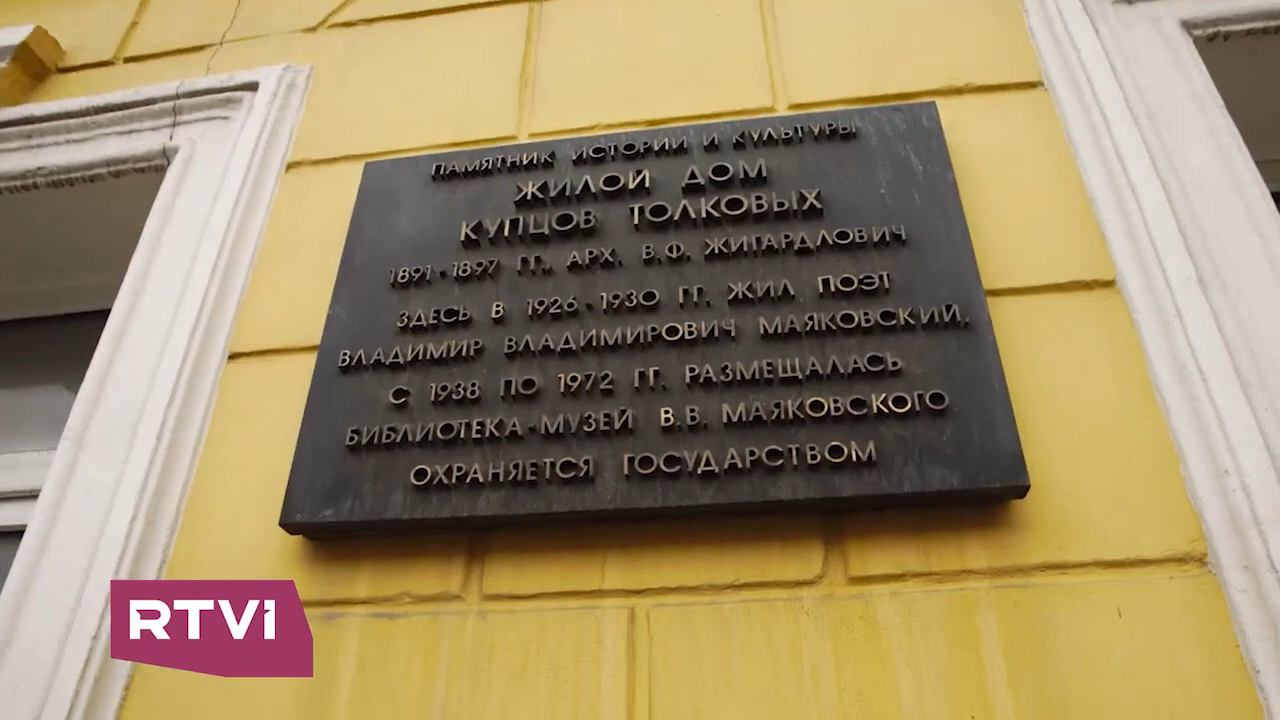 ПАМЯТНИК ИСТОРИИ И КУЛЬТУРЫ
ЖИЛОЙ ДОМ
КУПЦОВ ТОЛКОВЫХ
1891-1897 ГГ., АРХ. В.Ф. ЖИГАРДЛОВИЧ
ЗДЕСЬ В 1926-1930 ГГ. ЖИЛ ПОЭТ
ВЛАДИМИР ВЛАДИМИРОВИЧ МАЯКОВСКИЙ,
С 1938 ПО 1972 ГГ. РАЗМЕЩАЛАСЬ
БИБЛИОТЕКА-МУЗЕЙ В.В. МАЯКОВСКОГО
ОХРАНЯЕТСЯ ГОСУДАРСТВОМ
RTVI